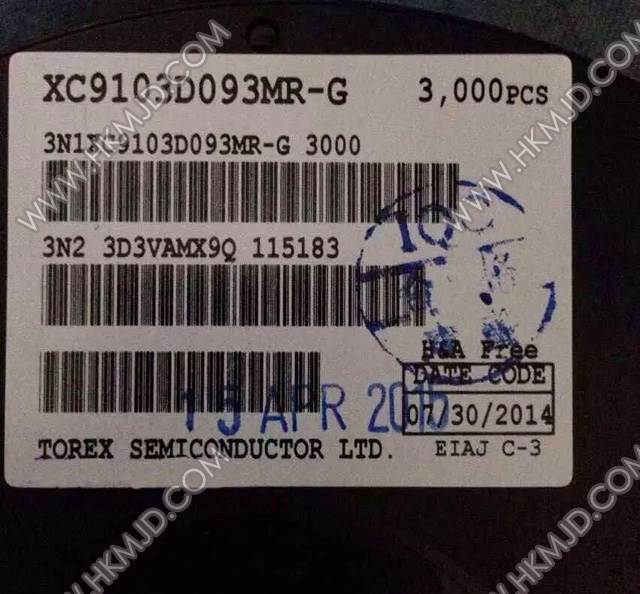 XC9103D093MR-G 3,000PCS
3N1XC9103D093MR-G 3000
3N2 3D3VAMX9Q 115183
H&A Free
DATE CODE
15 APR 2015
07/30/2014
TOREX SEMICONDUCTOR LTD. EIAJ C-3
WWW.HKMJD.COM
WWW.HKMJD.COM
WWW.HKMJD.COM
WWW.HKMJD.COM
WWW.HKMJD.COM